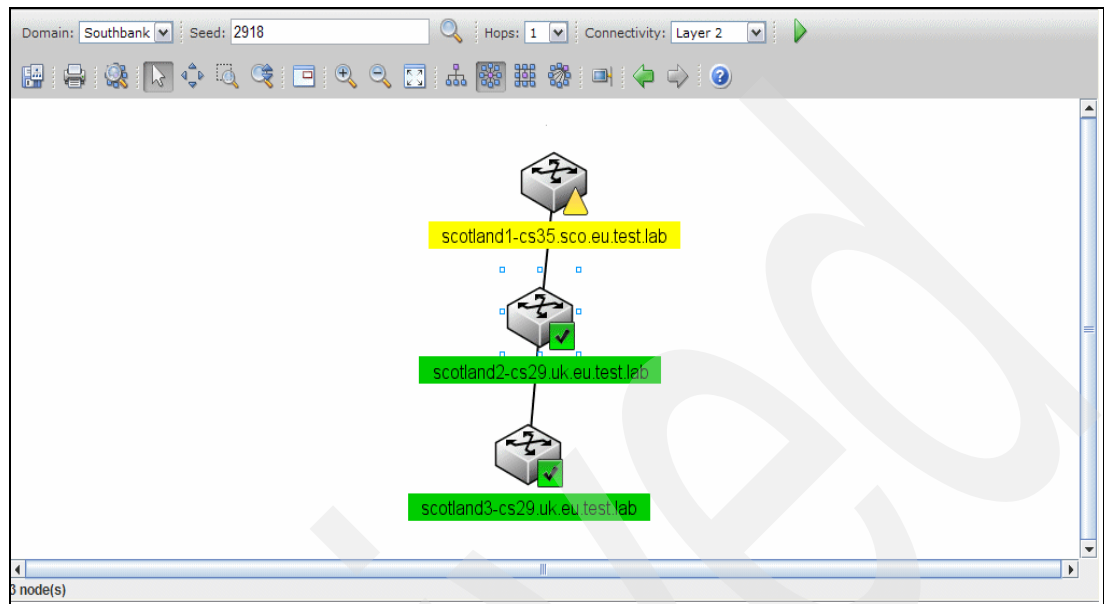 Domain: Southbank Seed: 2918 Hops: 1 Connectivity: Layer 2
scotland1-cs35.sco.eu.test.lab
scotland2-cs29.uk.eu.test.lab
scotland3-cs29.uk.eu.test.lab
3 node(s)